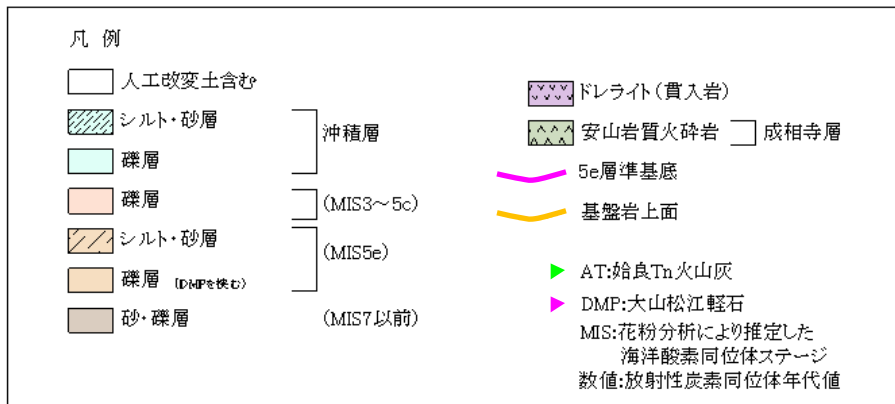 凡 例
人工改変土含む
シルト・砂層
沖積層
礫層
礫層
(MIS3～5c)
シルト・砂層
(MIS5e)
礫層 (DMPを挟む)
砂・礫層
(MIS7以前)
ドレライト(貫入岩)
安山岩質火砕岩
成相寺層
5e層準基底
基盤岩上面
AT:姶良Tn火山灰
DMP:大山松江軽石
MIS:花粉分析により推定した
海洋酸素同位体ステージ
数値:放射性炭素同位体年代値